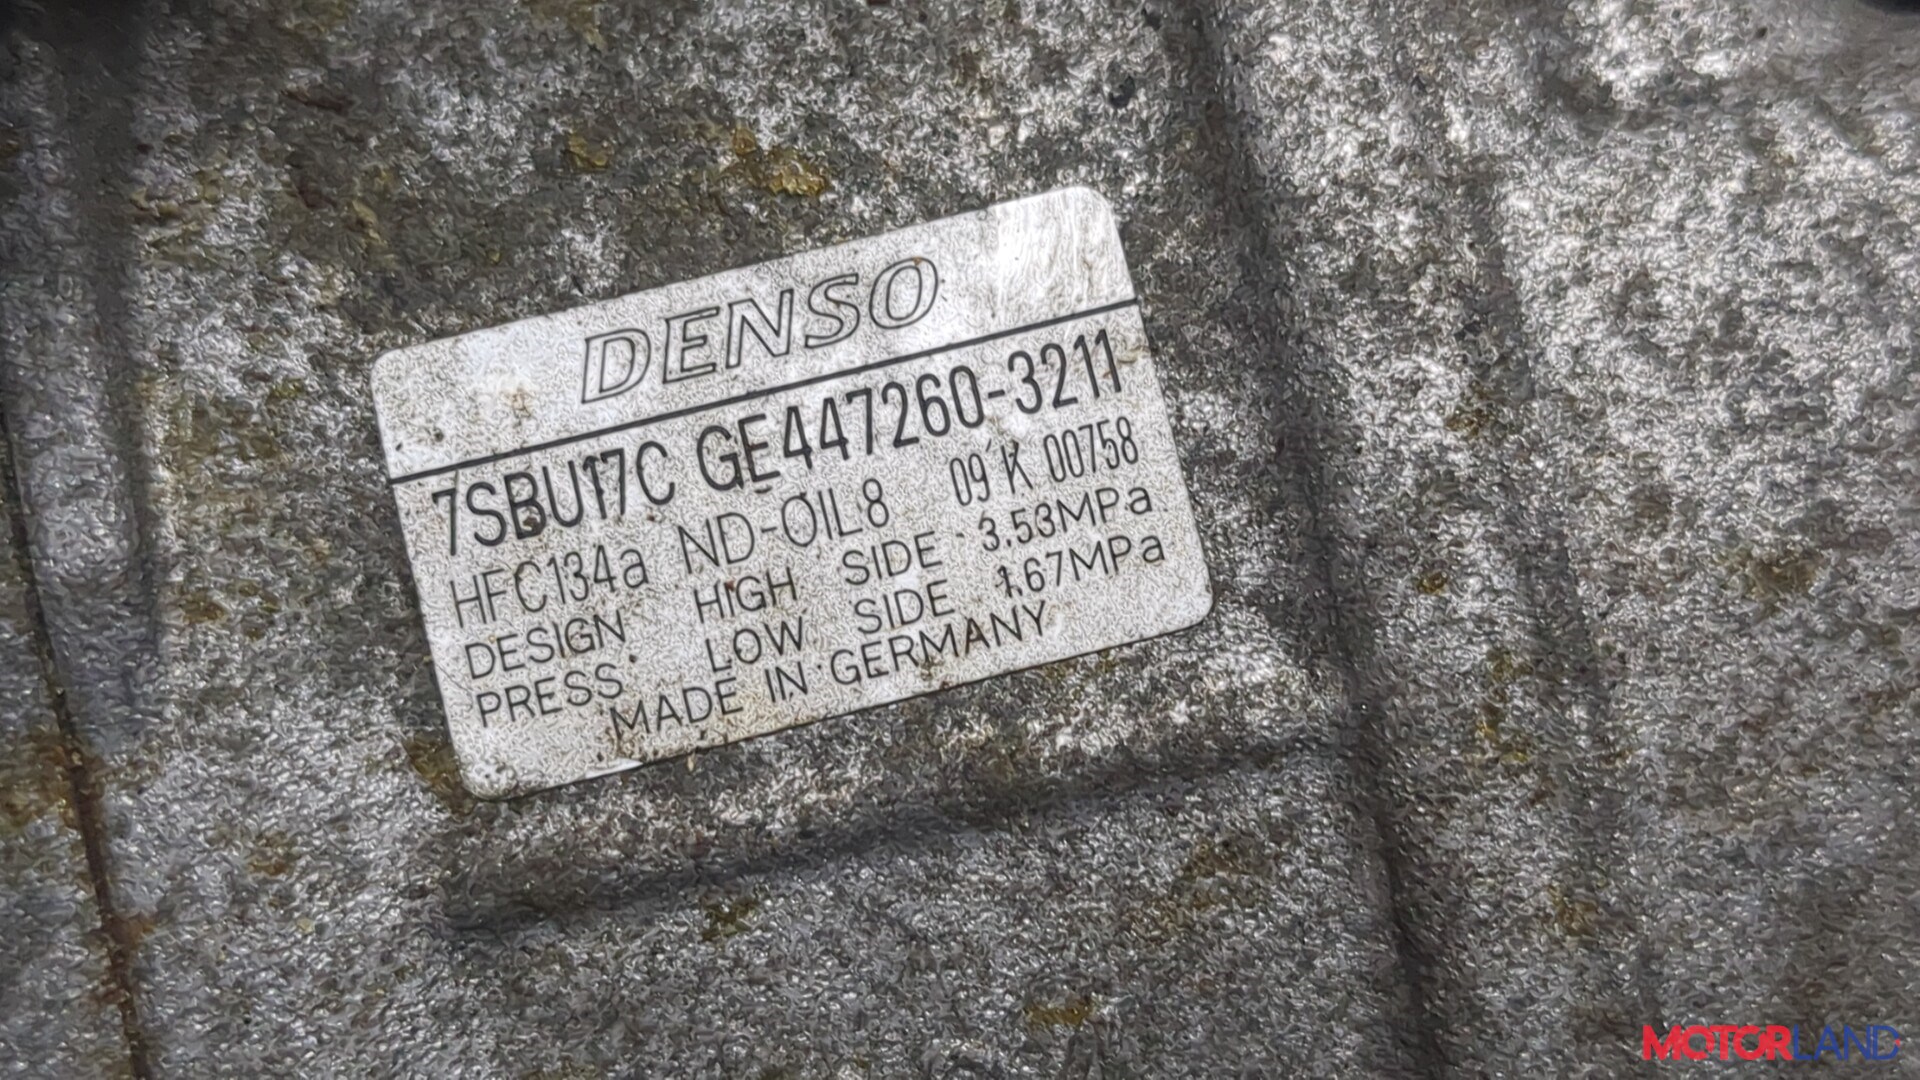 DENSO
7SBU17C GE447260-3211
HFC134a ND-OIL8 09 K 00758
DESIGN HIGH SIDE 3.53MPa
PRESS LOW SIDE 1.67MPa
MADE IN GERMANY
MOTORLAND